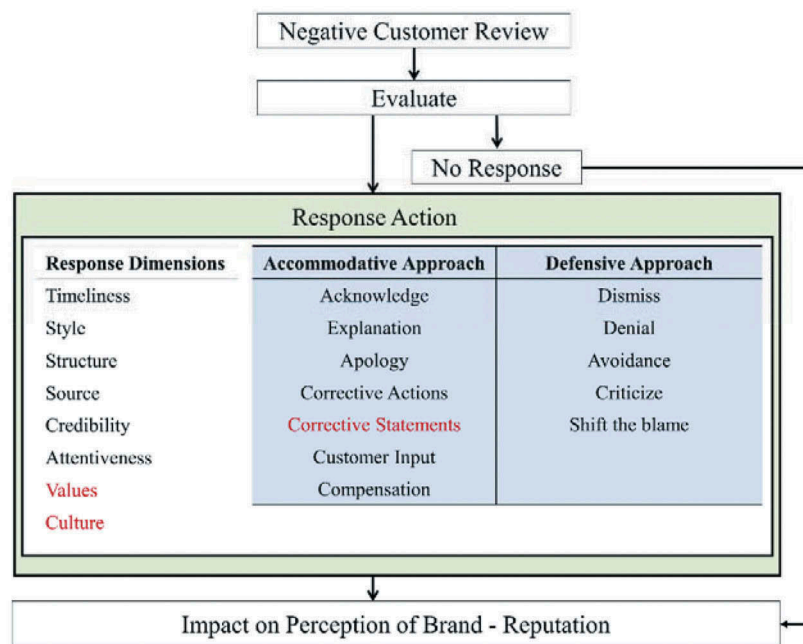 Negative Customer Review
Evaluate
No Response
Response Action
Response Dimensions Accommodative Approach Defensive Approach
Timeliness Acknowledge Dismiss
Style Explanation Denial
Structure Apology Avoidance
Source Corrective Actions Criticize
Credibility Corrective Statements Shift the blame
Attentiveness Customer Input
Values Compensation
Culture
Impact on Perception of Brand - Reputation